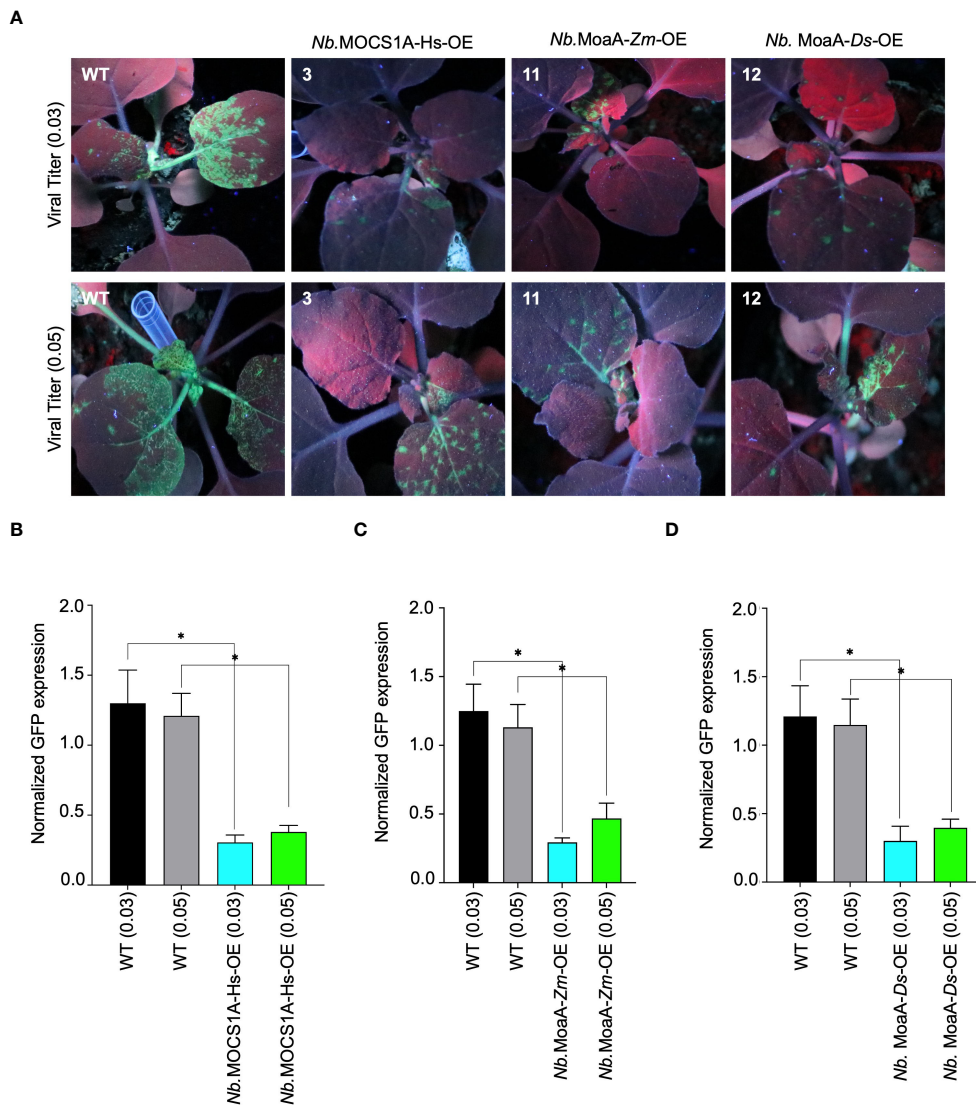 A
Nb.MOCS1A-Hs-OE
Nb.MoaA-Zm-OE
Nb. MoaA-Ds-OE
Viral Titer (0.03)
WT
3
11
12
Viral Titer (0.05)
WT
3
11
12
B
Normalized GFP expression
2.0
1.5
1.0
0.5
0.0
*
*
WT (0.03)
WT (0.05)
Nb.MOCS1A-Hs-OE (0.03)
Nb.MOCS1A-Hs-OE (0.05)
C
Normalized GFP expression
2.0
1.5
1.0
0.5
0.0
*
*
WT (0.03)
WT (0.05)
Nb.MoaA-Zm-OE (0.03)
Nb.MoaA-Zm-OE (0.05)
D
Normalized GFP expression
2.0
1.5
1.0
0.5
0.0
*
*
WT (0.03)
WT (0.05)
Nb. MoaA-Ds-OE (0.03)
Nb. MoaA-Ds-OE (0.05)